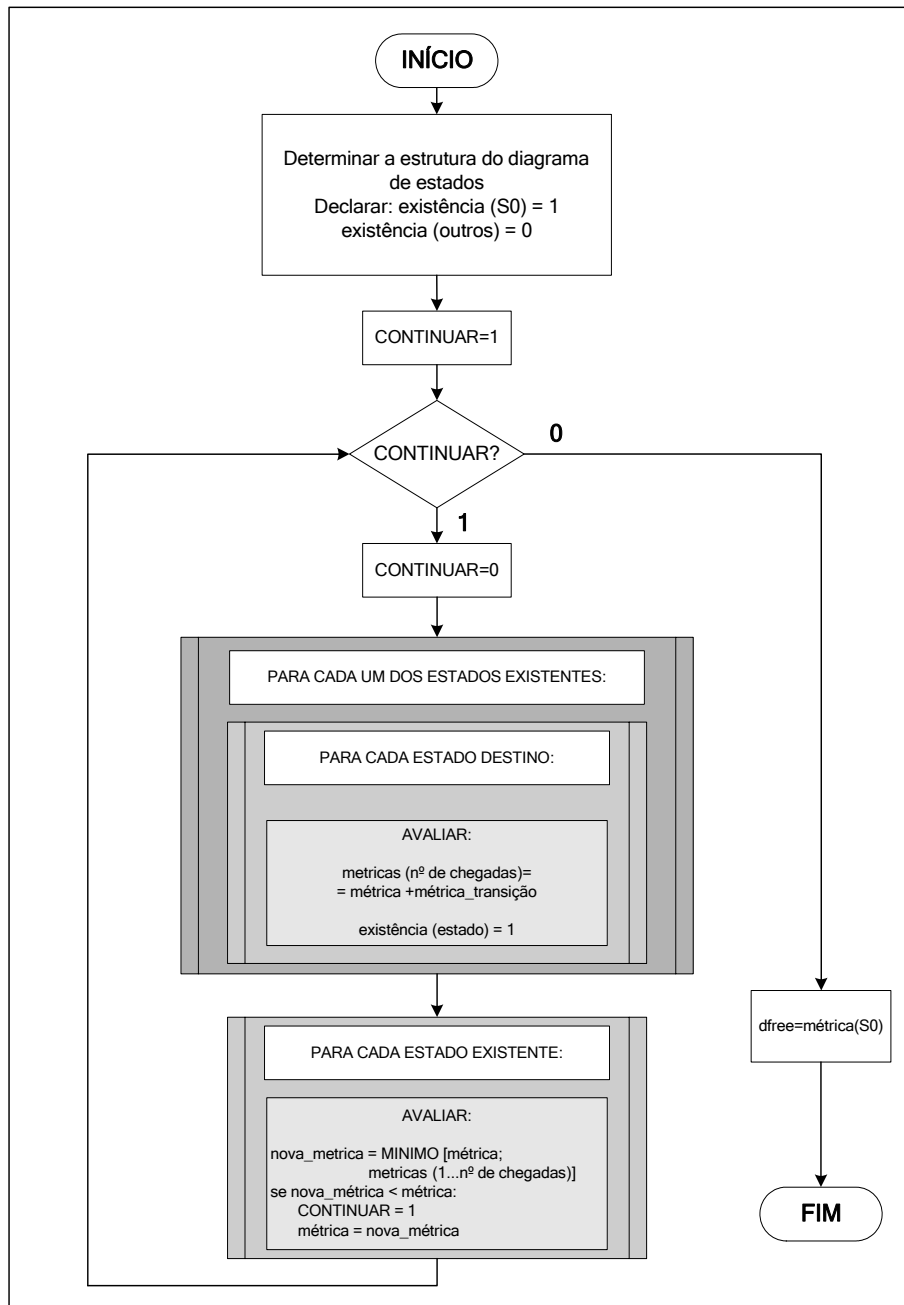 INÍCIO
Determinar a estrutura do diagrama
de estados
Declarar: existência (S0) = 1
existência (outros) = 0
CONTINUAR=1
CONTINUAR?
0
1
CONTINUAR=0
PARA CADA UM DOS ESTADOS EXISTENTES:
PARA CADA ESTADO DESTINO:
AVALIAR:
metricas (nº de chegadas)=
= métrica +métrica_transição
existência (estado) = 1
PARA CADA ESTADO EXISTENTE:
AVALIAR:
nova_metrica = MINIMO [métrica;
metricas (1...nº de chegadas)]
se nova_métrica < métrica:
CONTINUAR = 1
métrica = nova_métrica
dfree=métrica(S0)
FIM